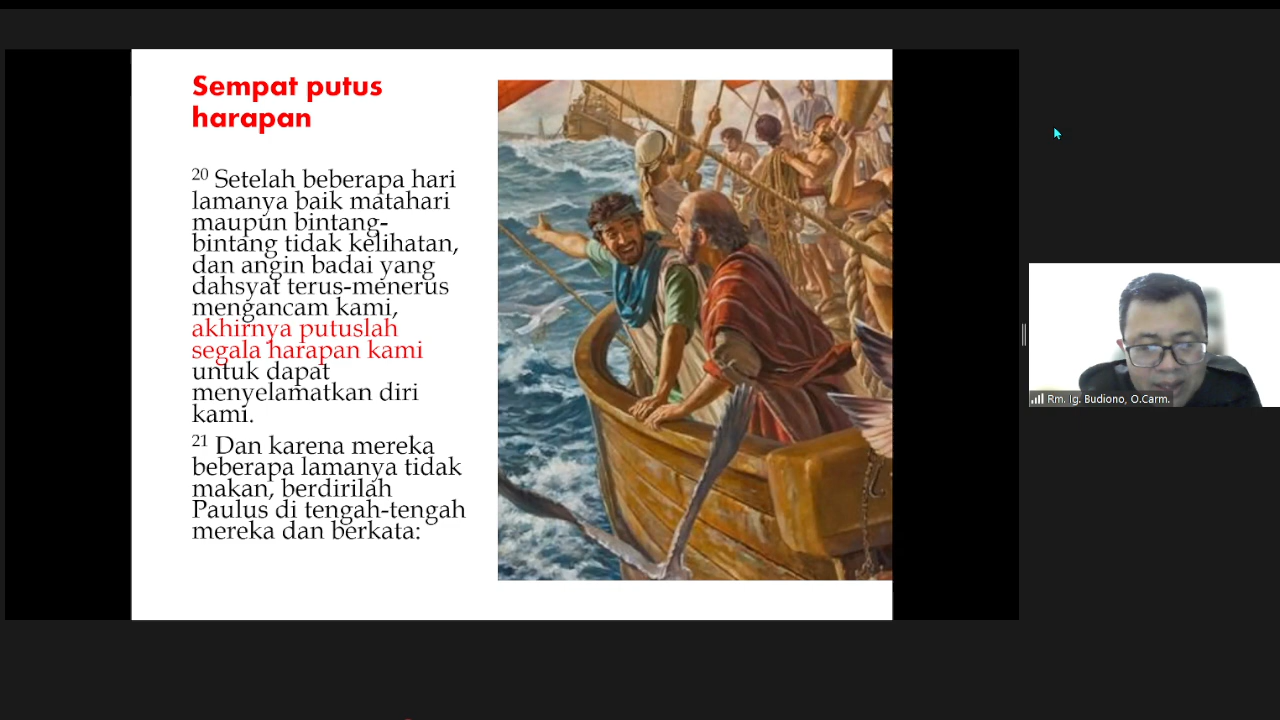 Sempat putus
harapan
20 Setelah beberapa hari
lamanya baik matahari
maupun bintang-
bintang tidak kelihatan,
dan angin badai yang
dahsyat terus-menerus
mengancam kami,
akhirnya putuslah
segala harapan kami
untuk dapat
menyelamatkan diri
kami.
21 Dan karena mereka
beberapa lamanya tidak
makan, berdirilah
Paulus di tengah-tengah
mereka dan berkata:
Rm. Ig. Budiono, O.Carm.